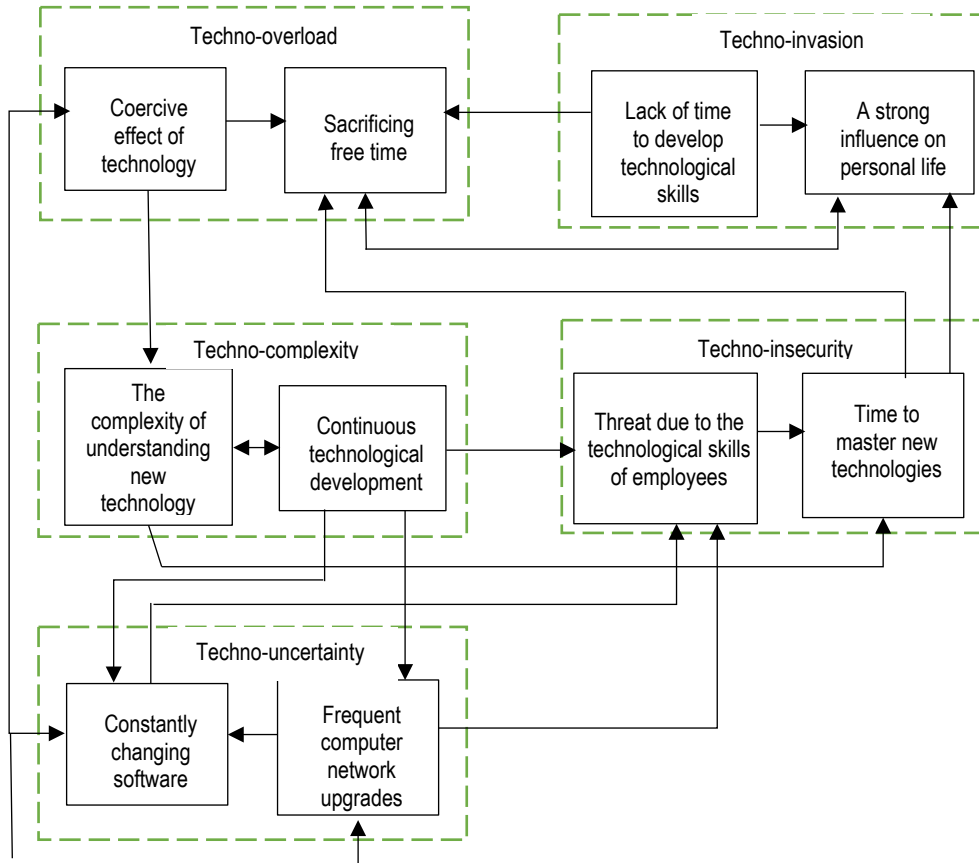 Techno-overload
Coercive
effect of
technology
Sacrificing
free time
Techno-invasion
Lack of time
to develop
technological
skills
A strong
influence on
personal life
Techno-complexity
The
complexity of
understanding
new
technology
Continuous
technological
development
Techno-insecurity
Threat due to the
technological skills
of employees
Time to
master new
technologies
Techno-uncertainty
Constantly
changing
software
Frequent
computer
network
upgrades